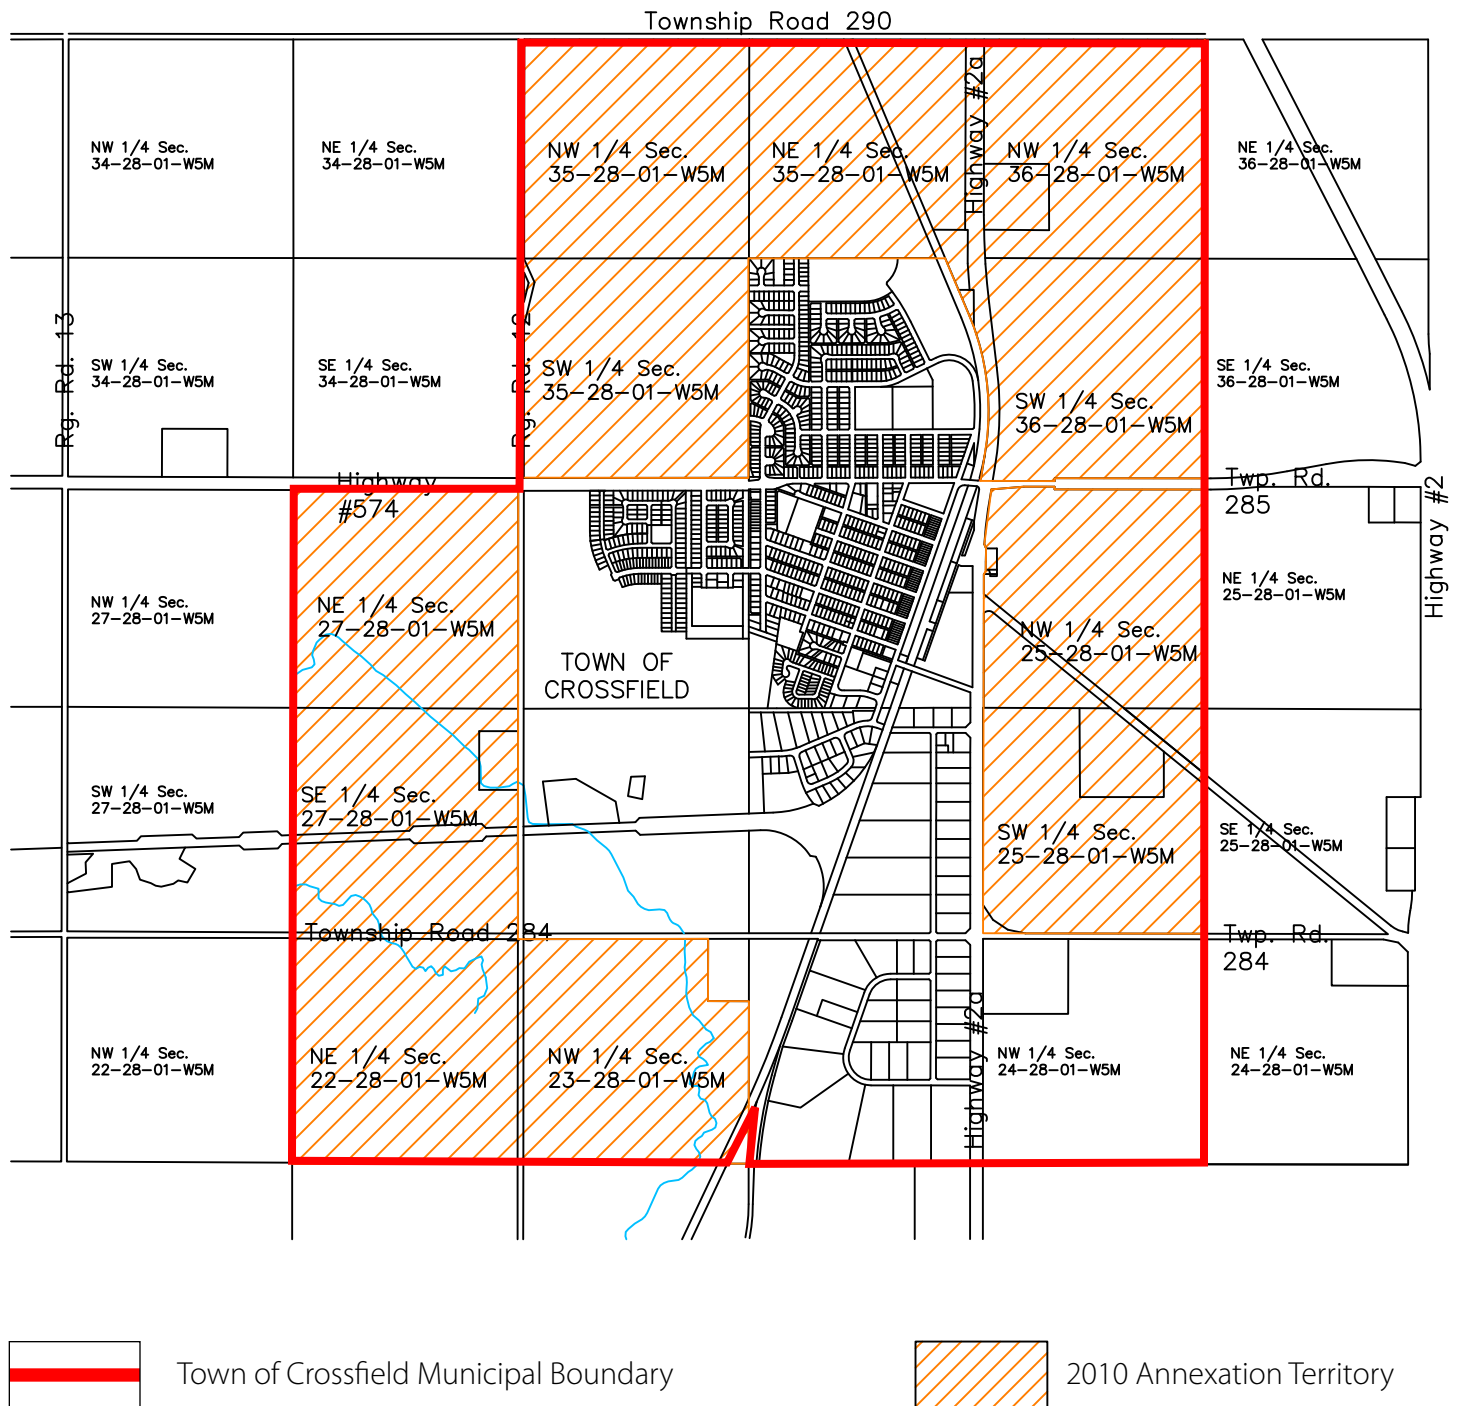 Township Road 290
Highway #2a
NW 1/4 Sec.
34-28-01-W5M
NE 1/4 Sec.
34-28-01-W5M
NW 1/4 Sec.
35-28-01-W5M
NE 1/4 Sec.
35-28-01-W5M
NW 1/4 Sec.
36-28-01-W5M
NE 1/4 Sec.
36-28-01-W5M
Rg. Rd. 13
Rg. Rd. 12
SW 1/4 Sec.
34-28-01-W5M
SE 1/4 Sec.
34-28-01-W5M
SW 1/4 Sec.
35-28-01-W5M
SW 1/4 Sec.
36-28-01-W5M
SE 1/4 Sec.
36-28-01-W5M
Highway
#574
Twp. Rd.
285
Highway #2
NW 1/4 Sec.
27-28-01-W5M
NE 1/4 Sec.
27-28-01-W5M
TOWN OF
CROSSFIELD
NW 1/4 Sec.
25-28-01-W5M
NE 1/4 Sec.
25-28-01-W5M
SW 1/4 Sec.
27-28-01-W5M
SE 1/4 Sec.
27-28-01-W5M
SW 1/4 Sec.
25-28-01-W5M
SE 1/4 Sec.
25-28-01-W5M
Township Road 284
Twp. Rd.
284
NW 1/4 Sec.
22-28-01-W5M
NE 1/4 Sec.
22-28-01-W5M
NW 1/4 Sec.
23-28-01-W5M
Highway #2a
NW 1/4 Sec.
24-28-01-W5M
NE 1/4 Sec.
24-28-01-W5M
Town of Crossfield Municipal Boundary
2010 Annexation Territory